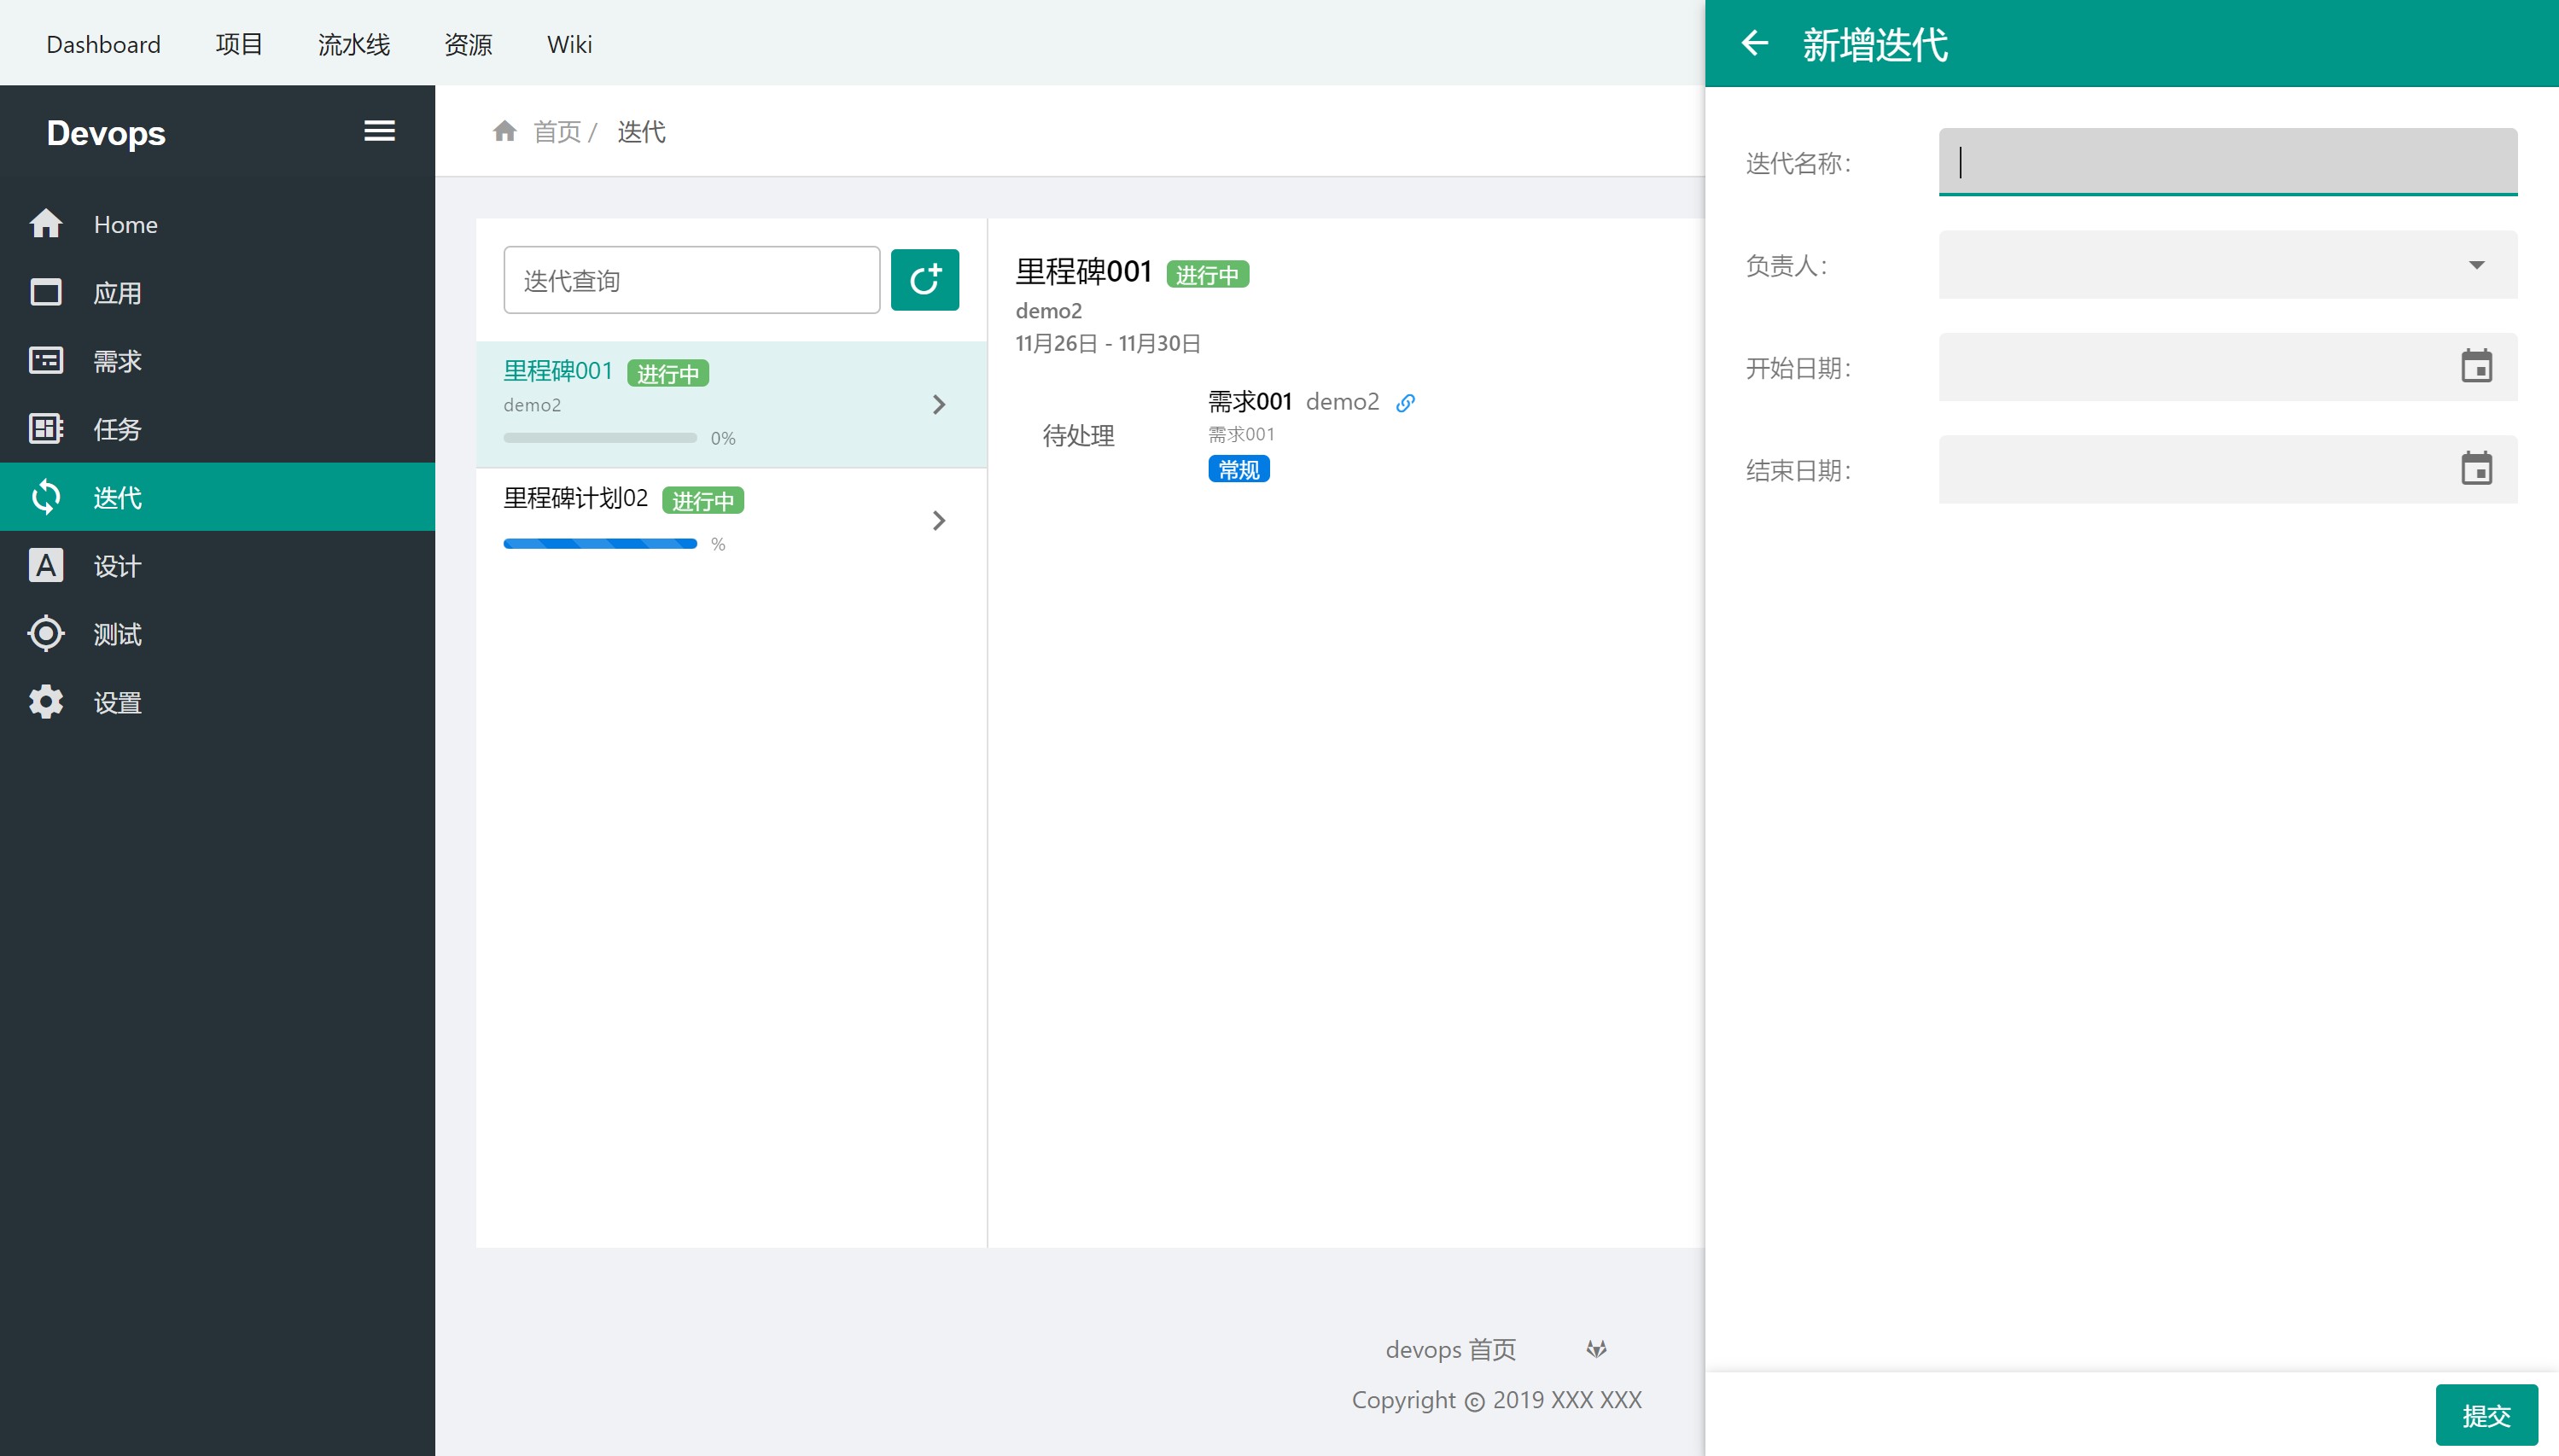 Dashboard 项目 流水线 资源 Wiki
Devops
Home
应用
需求
任务
迭代
设计
测试
设置
首页 / 迭代
迭代查询
里程碑001 进行中
demo2
0%
里程碑计划02 进行中
%
里程碑001 进行中
demo2
11月26日 - 11月30日
待处理
需求001 demo2
需求001
常规
devops 首页
Copyright © 2019 XXX XXX
新增迭代
迭代名称：
负责人：
开始日期：
结束日期：
提交